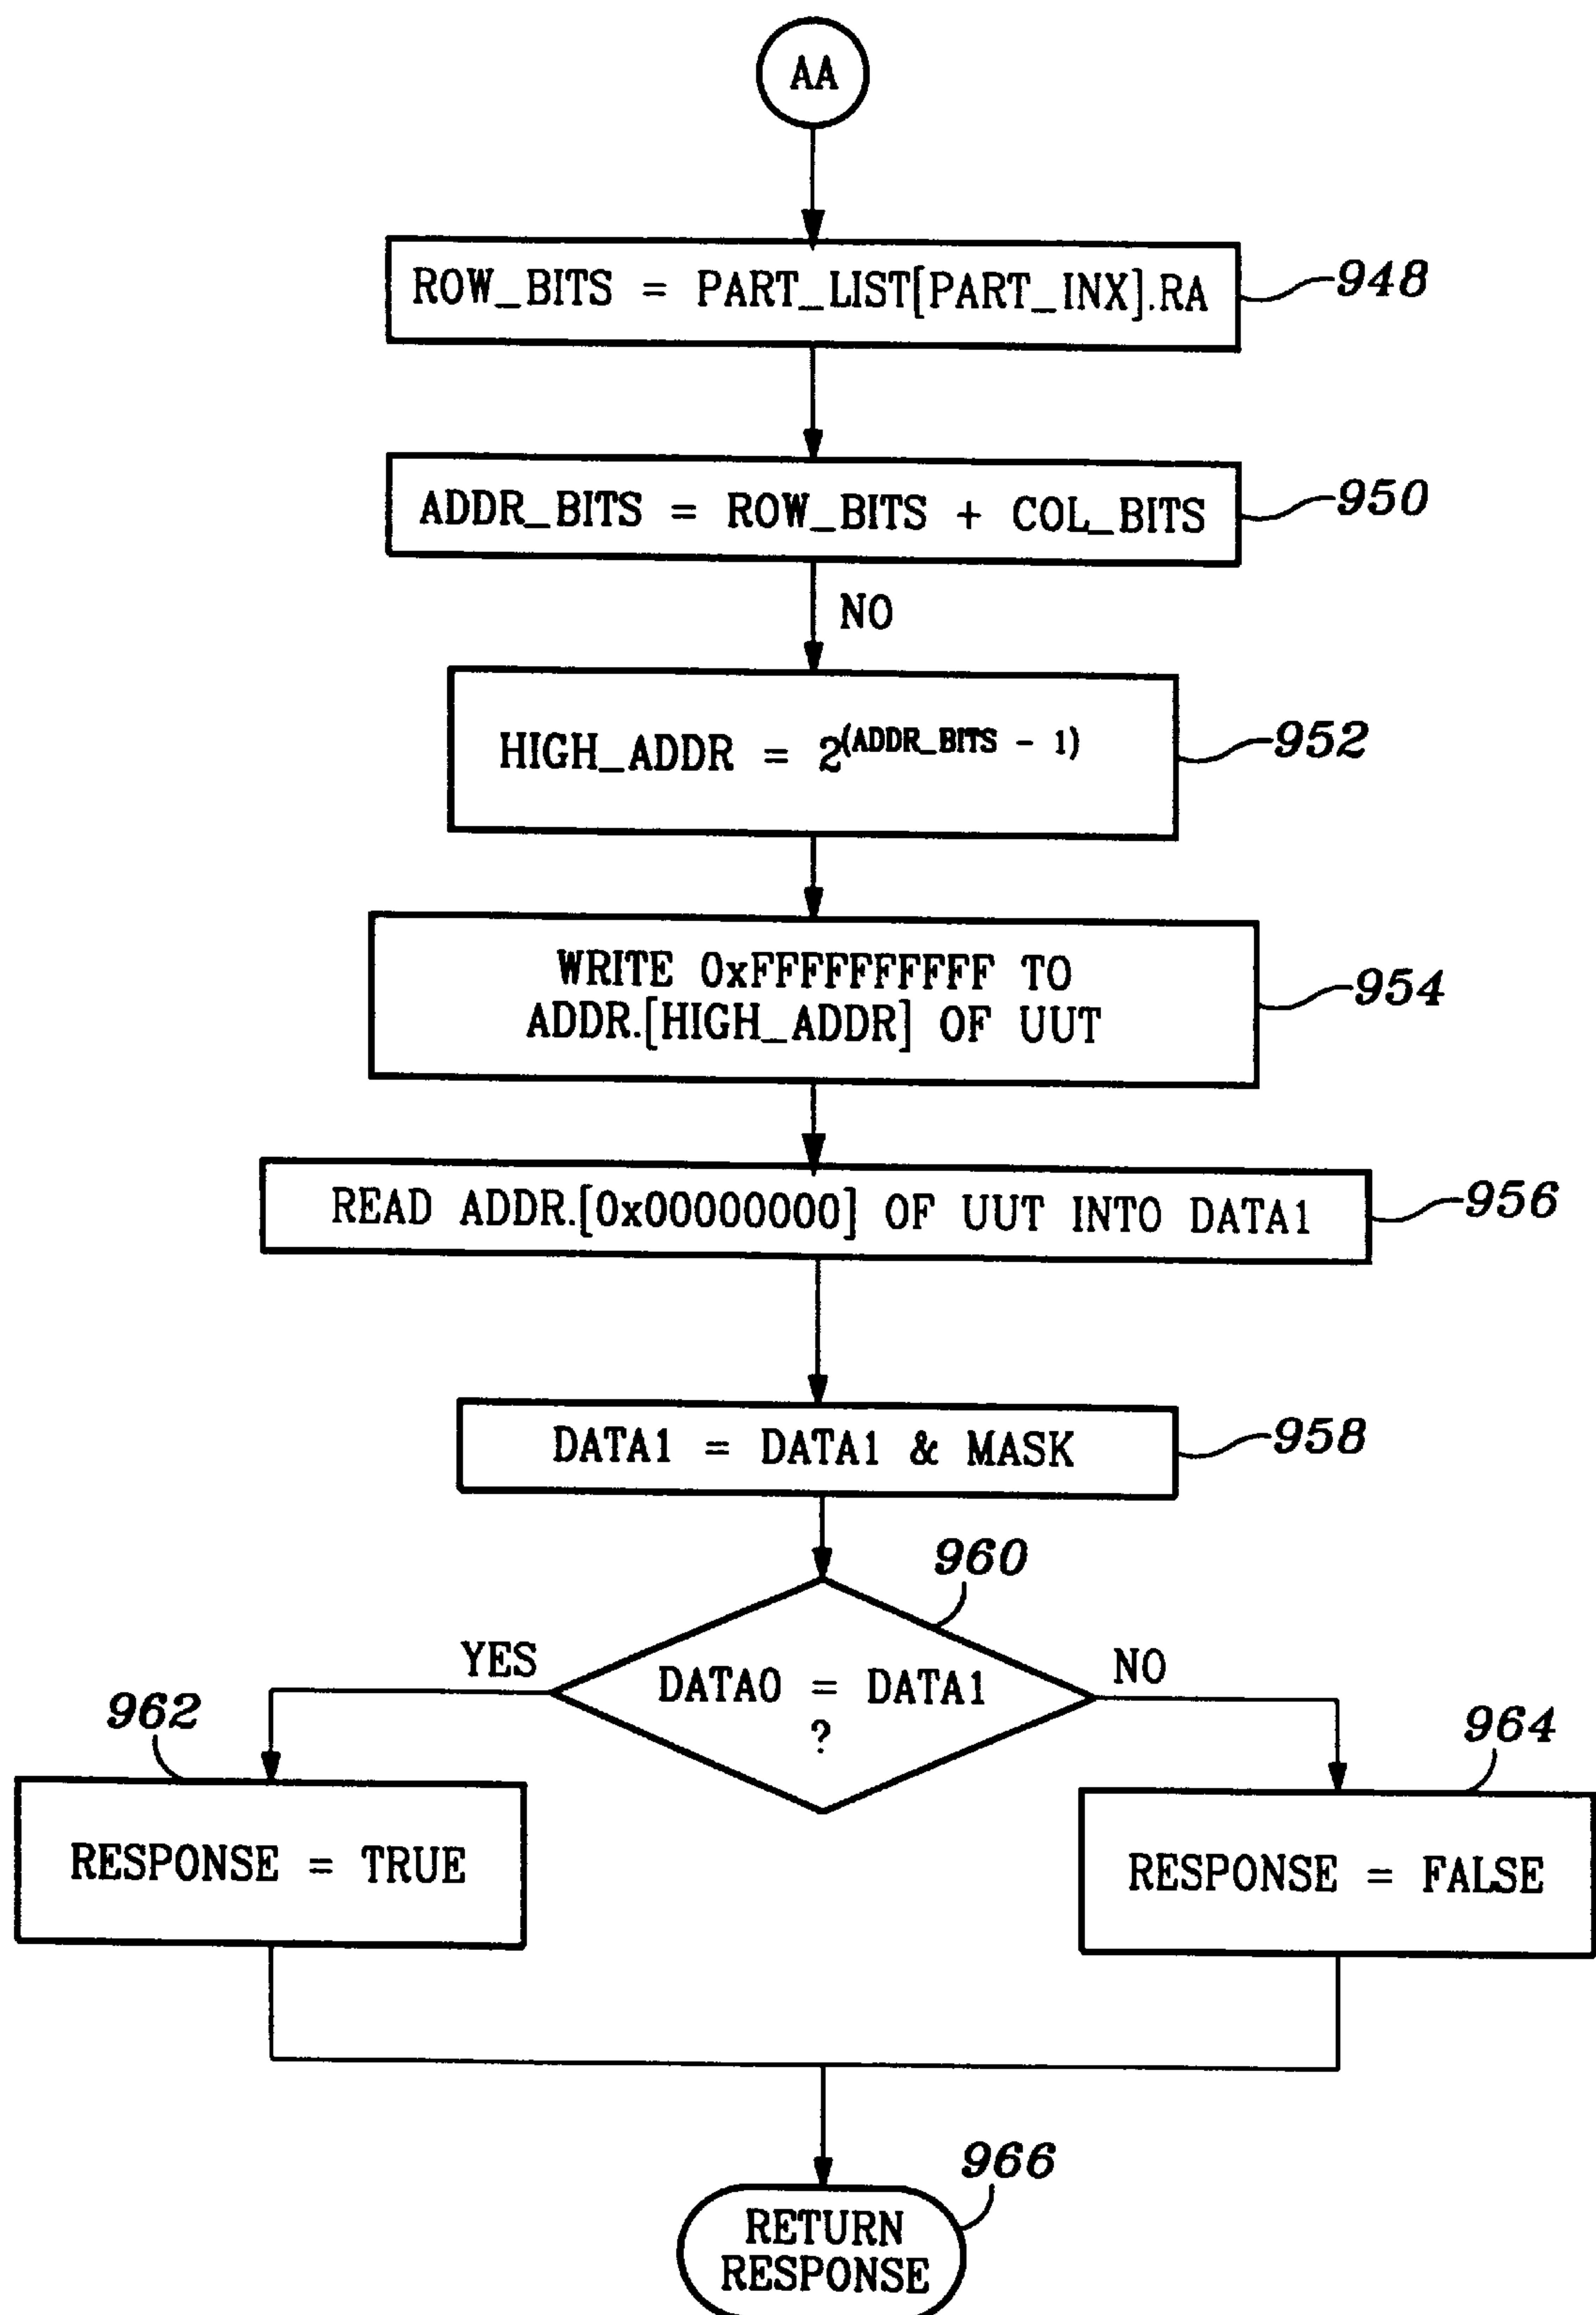 AA
ROW_BITS = PART_LIST[PART_INX].RA
948
ADDR_BITS = ROW_BITS + COL_BITS
950
NO
HIGH_ADDR = 2(ADDR_BITS - 1)
952
WRITE 0xFFFFFFFFFF TO
ADDR.[HIGH_ADDR] OF UUT
954
READ ADDR.[0x00000000] OF UUT INTO DATA1
956
DATA1 = DATA1 & MASK
958
960
YES
DATA0 = DATA1
?
NO
962
964
RESPONSE = TRUE
RESPONSE = FALSE
966
RETURN
RESPONSE